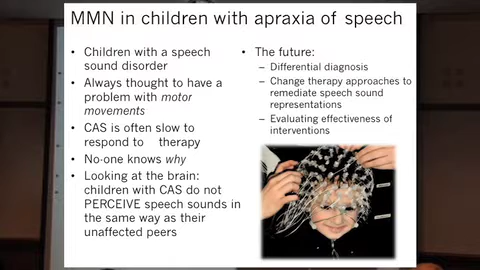 MMN in children with apraxia of speech
• Children with a speech
sound disorder
• Always thought to have a
problem with motor
movements
• CAS is often slow to
respond to therapy
• No-one knows why
• Looking at the brain:
children with CAS do not
PERCEIVE speech sounds in
the same way as their
unaffected peers
• The future:
– Differential diagnosis
– Change therapy approaches to
remediate speech sound
representations
– Evaluating effectiveness of
interventions